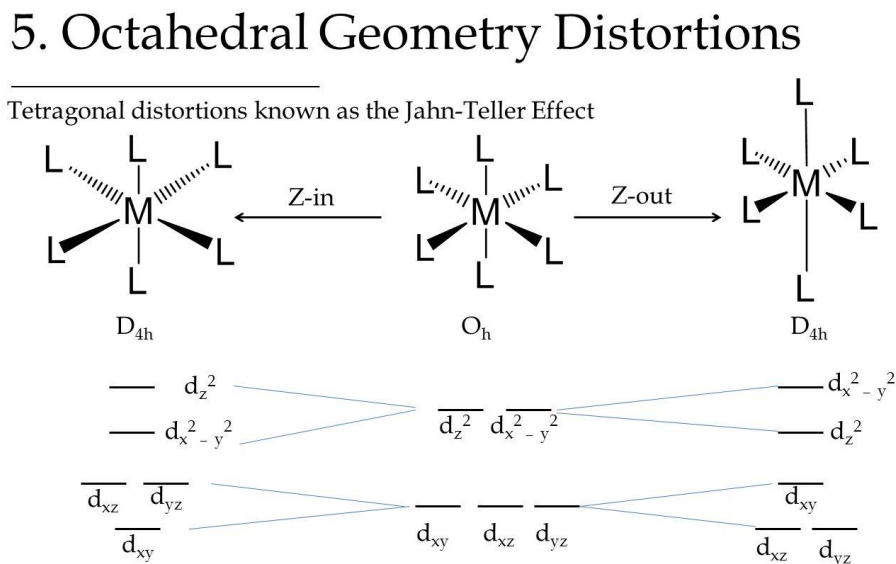 5. Octahedral Geometry Distortions
Tetragonal distortions known as the Jahn-Teller Effect
L L L M L L L
Z-in
L L L M L L L
Z-out
L L L M L L L
D4h Oh D4h
dz² dx² – y²
dx² – y² dz² dx² – y² dz²
dxz dyz dxy
dxy dxy dxz dyz dxz dyz